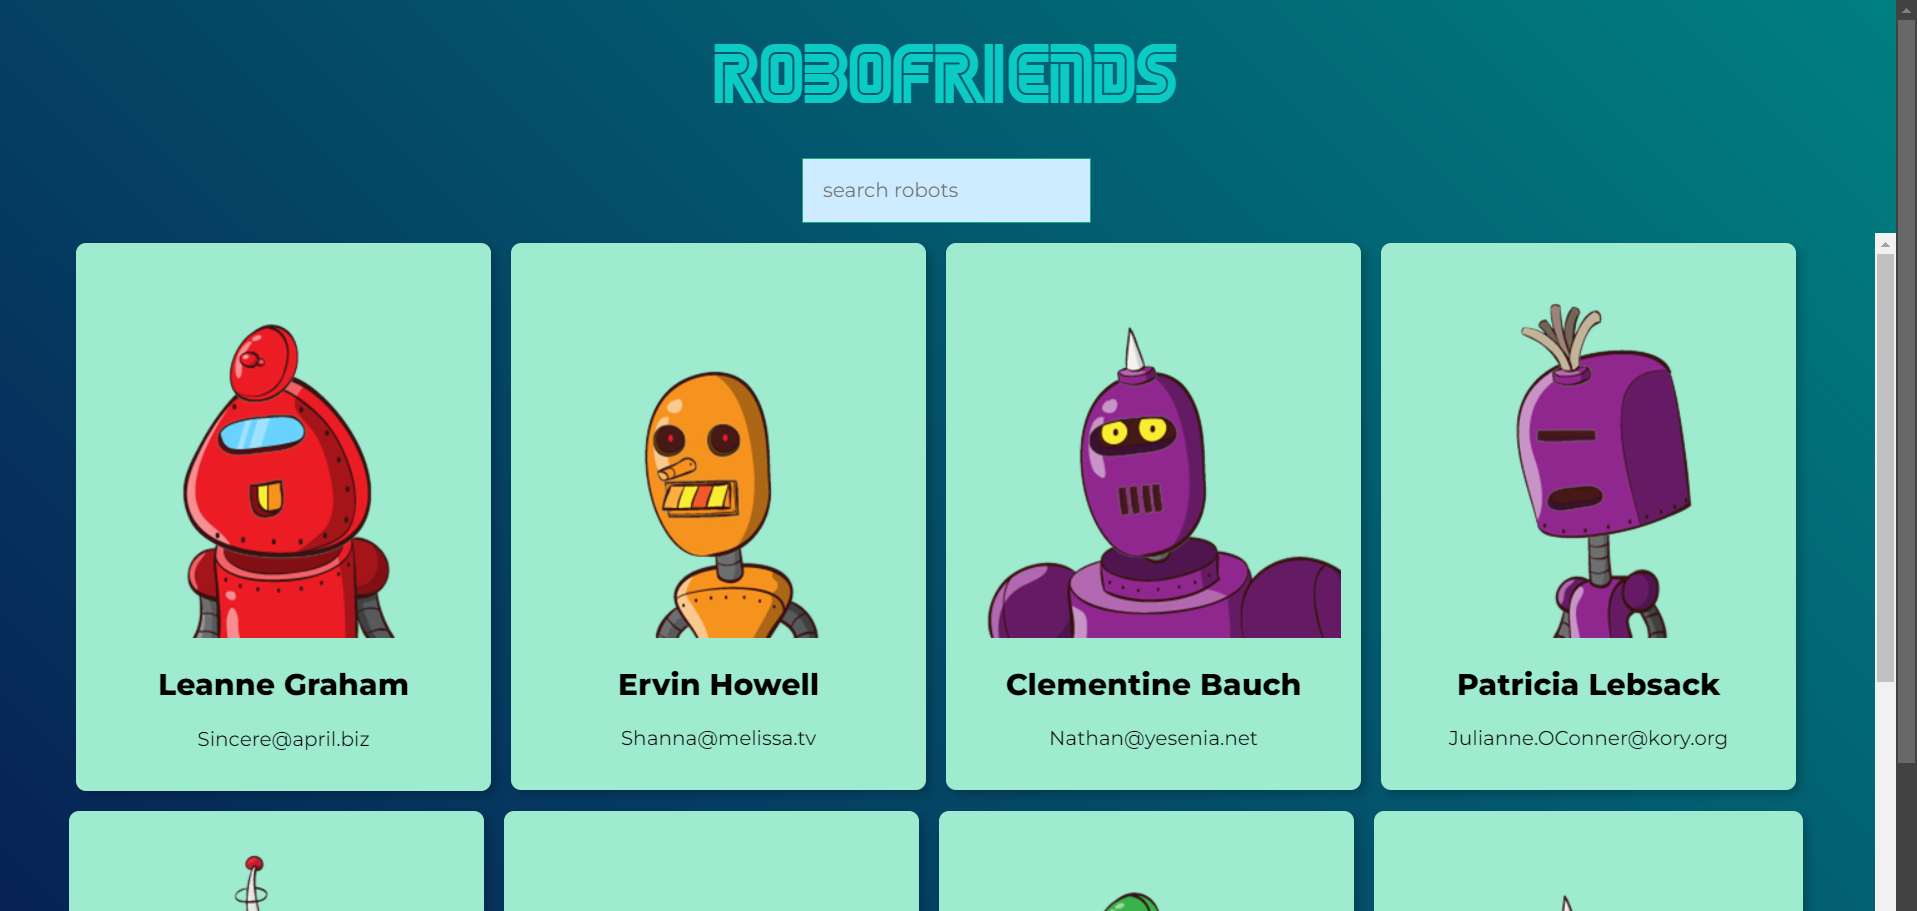 ROBOFRIENDS
search robots
Leanne Graham
Sincere@april.biz
Ervin Howell
Shanna@melissa.tv
Clementine Bauch
Nathan@yesenia.net
Patricia Lebsack
Julianne.OConner@kory.org